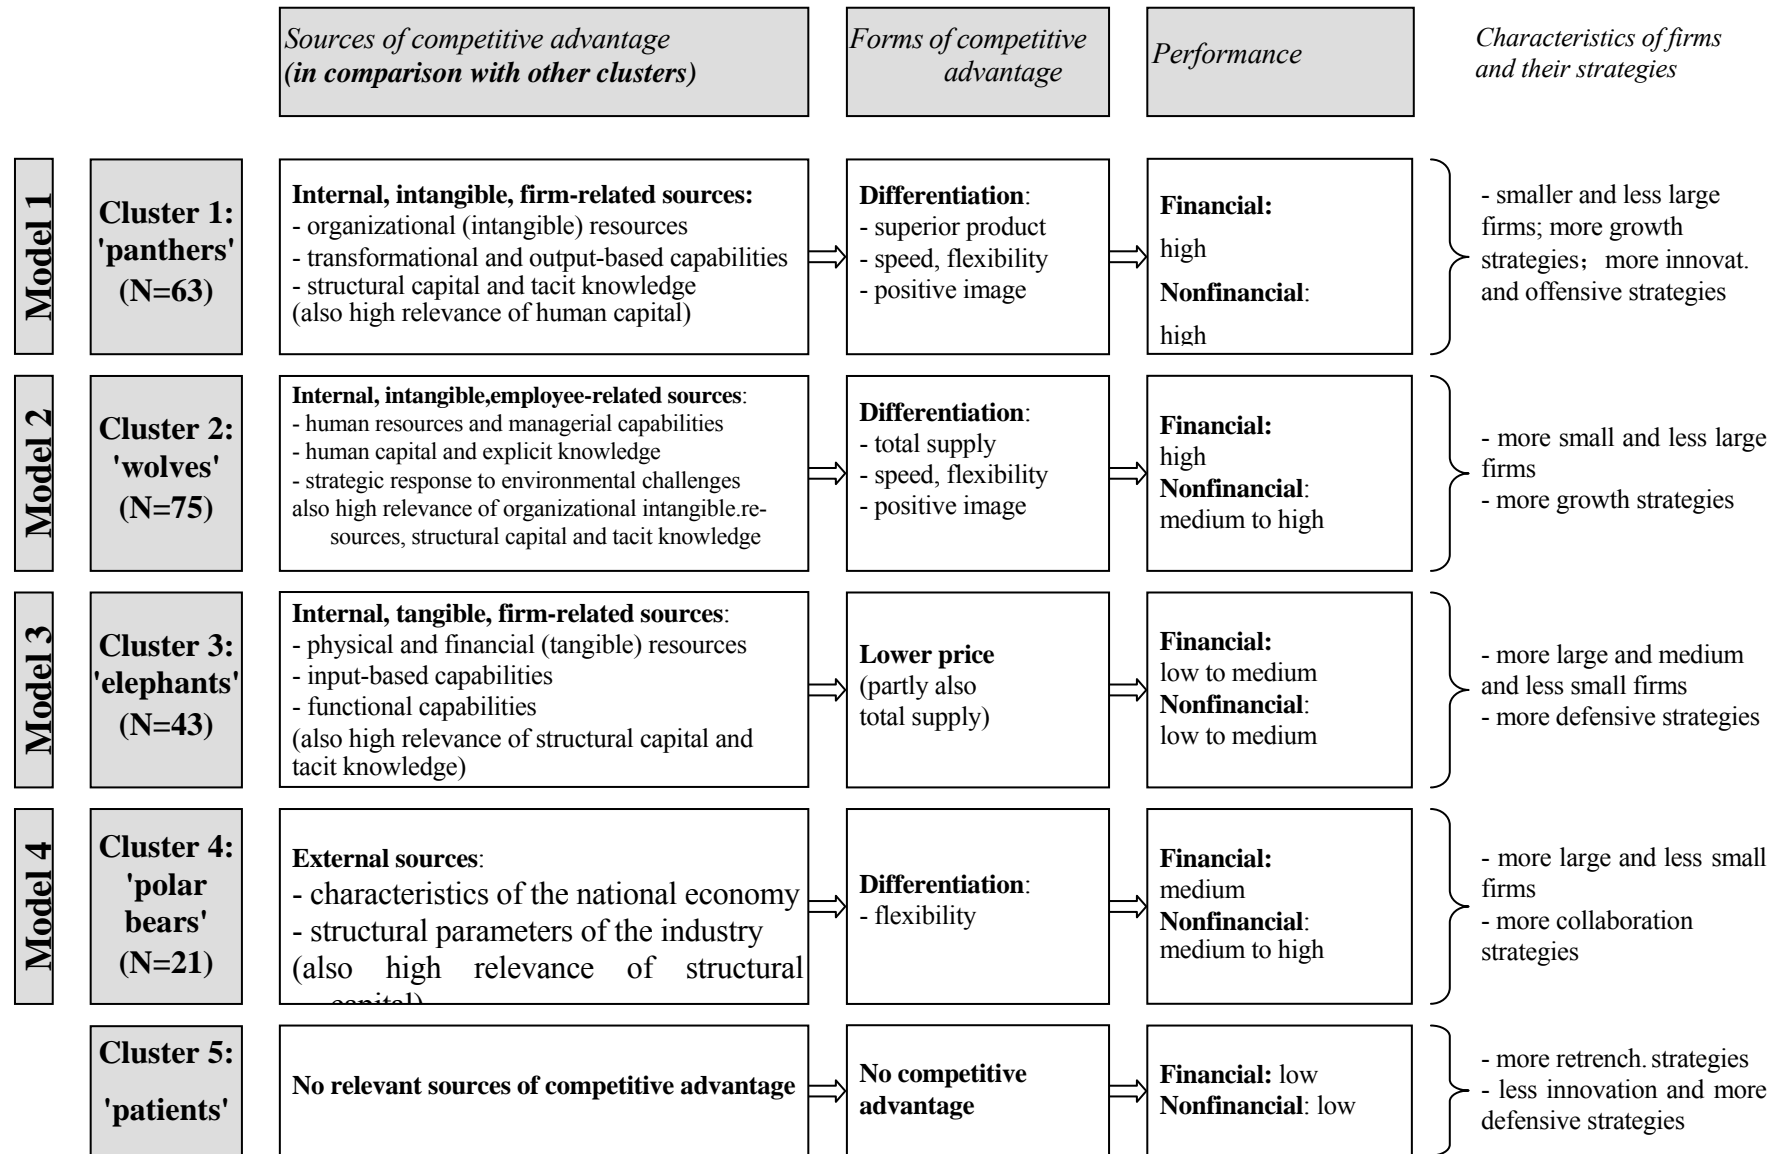 Sources of competitive advantage
(in comparison with other clusters)
Forms of competitive
advantage
Performance
Characteristics of firms
and their strategies
Model 1
Cluster 1:
'panthers'
(N=63)
Internal, intangible, firm-related sources:
- organizational (intangible) resources
- transformational and output-based capabilities
- structural capital and tacit knowledge
(also high relevance of human capital)
Differentiation:
- superior product
- speed, flexibility
- positive image
Financial:
high
Nonfinancial:
high
- smaller and less large
firms; more growth
strategies; more innovat.
and offensive strategies
Model 2
Cluster 2:
'wolves'
(N=75)
Internal, intangible,employee-related sources:
- human resources and managerial capabilities
- human capital and explicit knowledge
- strategic response to environmental challenges
also high relevance of organizational intangible.re-
sources, structural capital and tacit knowledge
Differentiation:
- total supply
- speed, flexibility
- positive image
Financial:
high
Nonfinancial:
medium to high
- more small and less large
firms
- more growth strategies
Model 3
Cluster 3:
'elephants'
(N=43)
Internal, tangible, firm-related sources:
- physical and financial (tangible) resources
- input-based capabilities
- functional capabilities
(also high relevance of structural capital and
tacit knowledge)
Lower price
(partly also
total supply)
Financial:
low to medium
Nonfinancial:
low to medium
- more large and medium
and less small firms
- more defensive strategies
Model 4
Cluster 4:
'polar
bears'
(N=21)
External sources:
- characteristics of the national economy
- structural parameters of the industry
(also high relevance of structural
capital)
Differentiation:
- flexibility
Financial:
medium
Nonfinancial:
medium to high
- more large and less small
firms
- more collaboration
strategies
Cluster 5:
'patients'
No relevant sources of competitive advantage
No competitive
advantage
Financial: low
Nonfinancial: low
- more retrench. strategies
- less innovation and more
defensive strategies